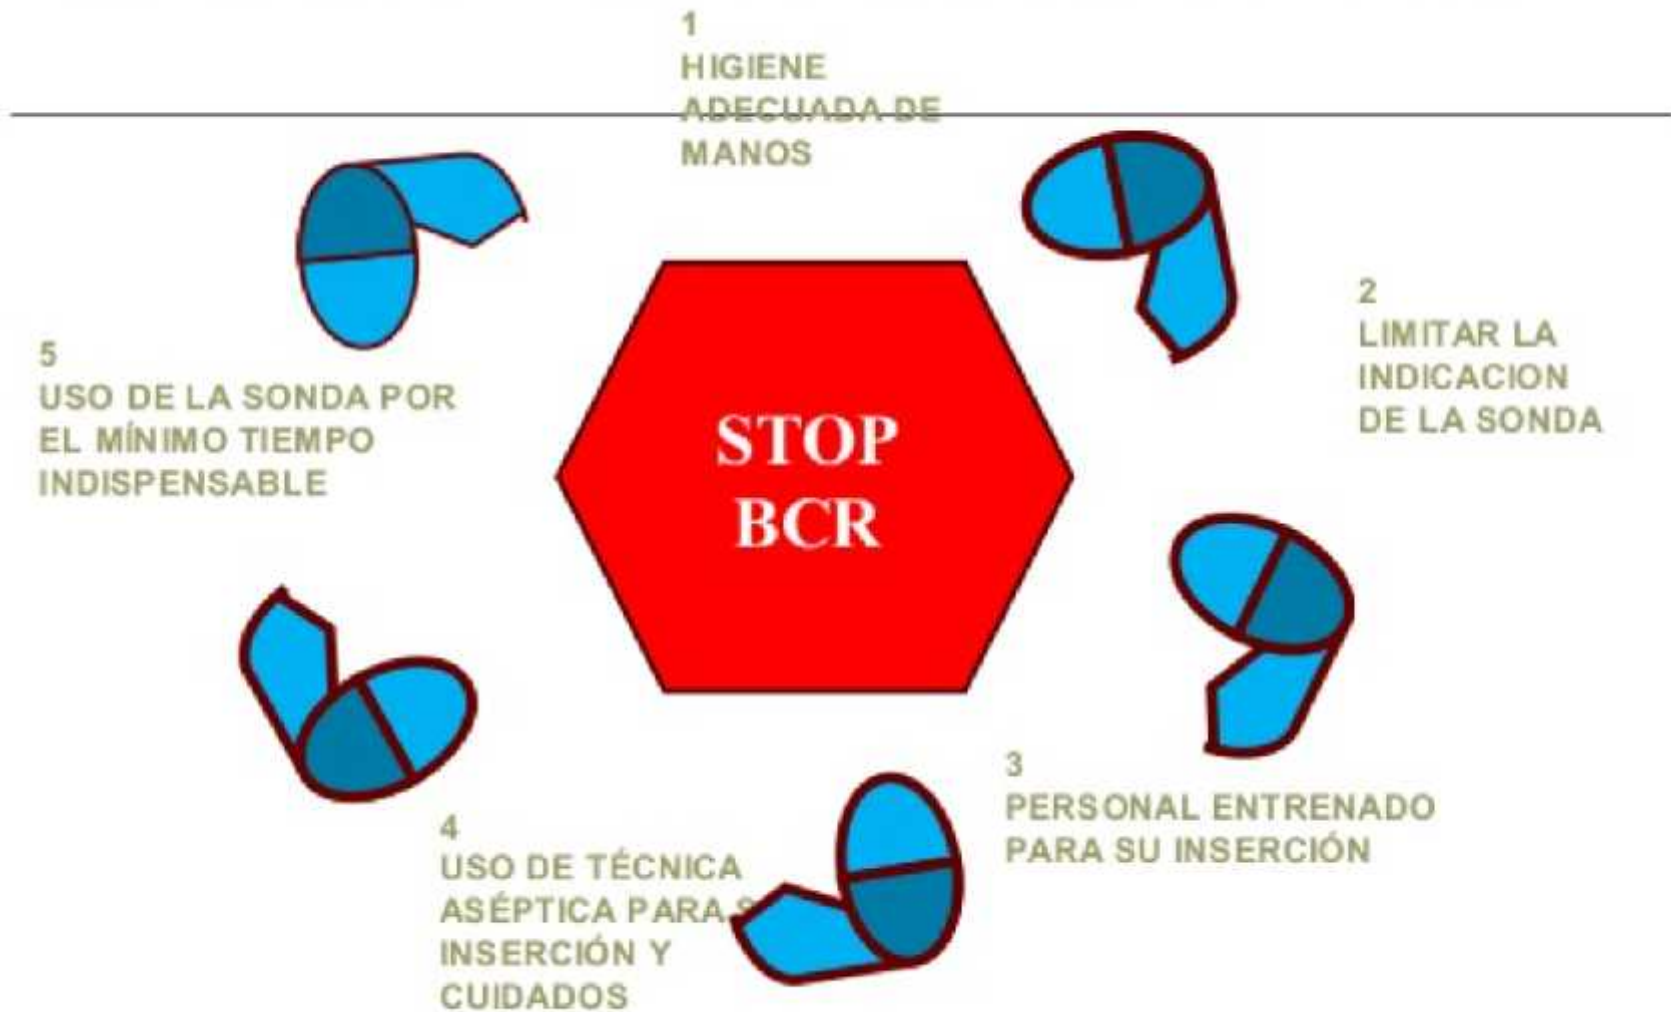 1
HIGIENE
ADECUADA DE
MANOS
2
LIMITAR LA
INDICACION
DE LA SONDA
3
PERSONAL ENTRENADO
PARA SU INSERCIÓN
4
USO DE TÉCNICA
ASÉPTICA PARA
INSERCIÓN Y
CUIDADOS
5
USO DE LA SONDA POR
EL MÍNIMO TIEMPO
INDISPENSABLE
STOP
BCR